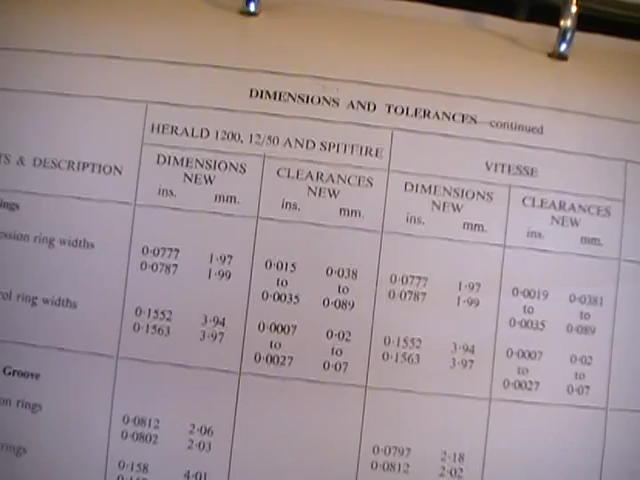 DIMENSIONS AND TOLERANCES—continued
HERALD 1200, 12/50 AND SPITFIRE
VITESSE
& DESCRIPTION
DIMENSIONS NEW
CLEARANCES NEW
DIMENSIONS NEW
CLEARANCES NEW
ins. mm. ins. mm. ins. mm. ins. mm.
ring widths
0·0777 1·97 0·015 0·038 0·0777 1·97 0·0019 0·0381
0·0787 1·99 to to 0·0787 1·99 to to
0·0035 0·089 0·0035 0·089
ring widths
0·1552 3·94 0·0007 0·02 0·1552 3·94 0·0007 0·02
0·1563 3·97 to to 0·1563 3·97 to to
0·0027 0·07 0·0027 0·07
Groove
rings
0·0812 2·06 0·0797 2·18
0·0802 2·03 0·0812 2·02
rings
0·158 4·01